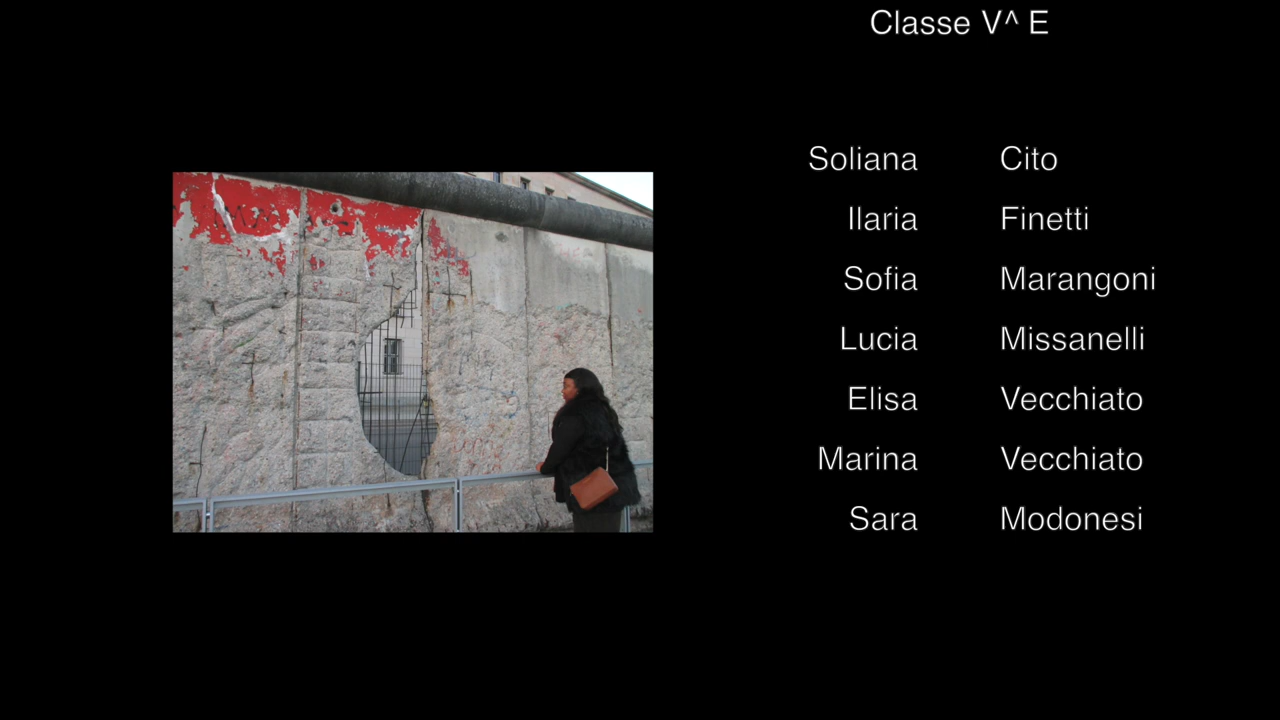 Classe V^ E
Soliana Cito
Ilaria Finetti
Sofia Marangoni
Lucia Missanelli
Elisa Vecchiato
Marina Vecchiato
Sara Modonesi